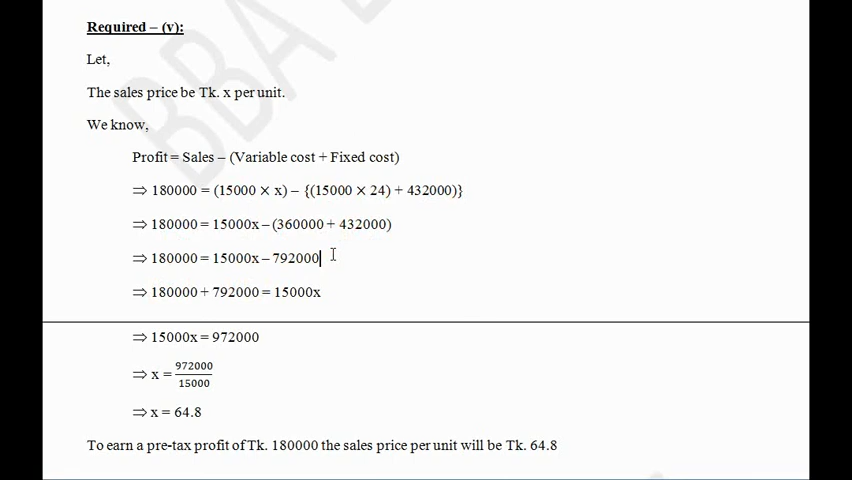 Required – (v):
Let,
The sales price be Tk. x per unit.
We know,
Profit = Sales – (Variable cost + Fixed cost)
⇒ 180000 = (15000 × x) – {(15000 × 24) + 432000)}
⇒ 180000 = 15000x – (360000 + 432000)
⇒ 180000 = 15000x – 792000
⇒ 180000 + 792000 = 15000x
⇒ 15000x = 972000
⇒ x = 972000/15000
⇒ x = 64.8
To earn a pre-tax profit of Tk. 180000 the sales price per unit will be Tk. 64.8
BBA